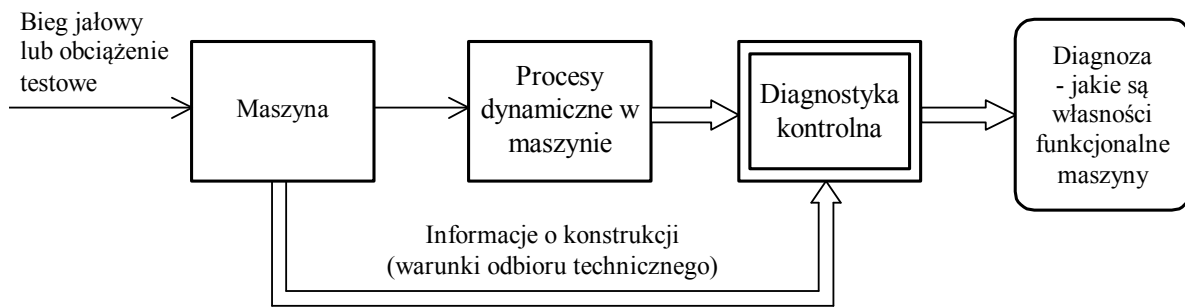 Bieg jałowy
lub obciążenie
testowe
Maszyna
Procesy
dynamiczne w
maszynie
Diagnostyka
kontrolna
Diagnoza
- jakie są
własności
funkcjonalne
maszyny
Informacje o konstrukcji
(warunki odbioru technicznego)